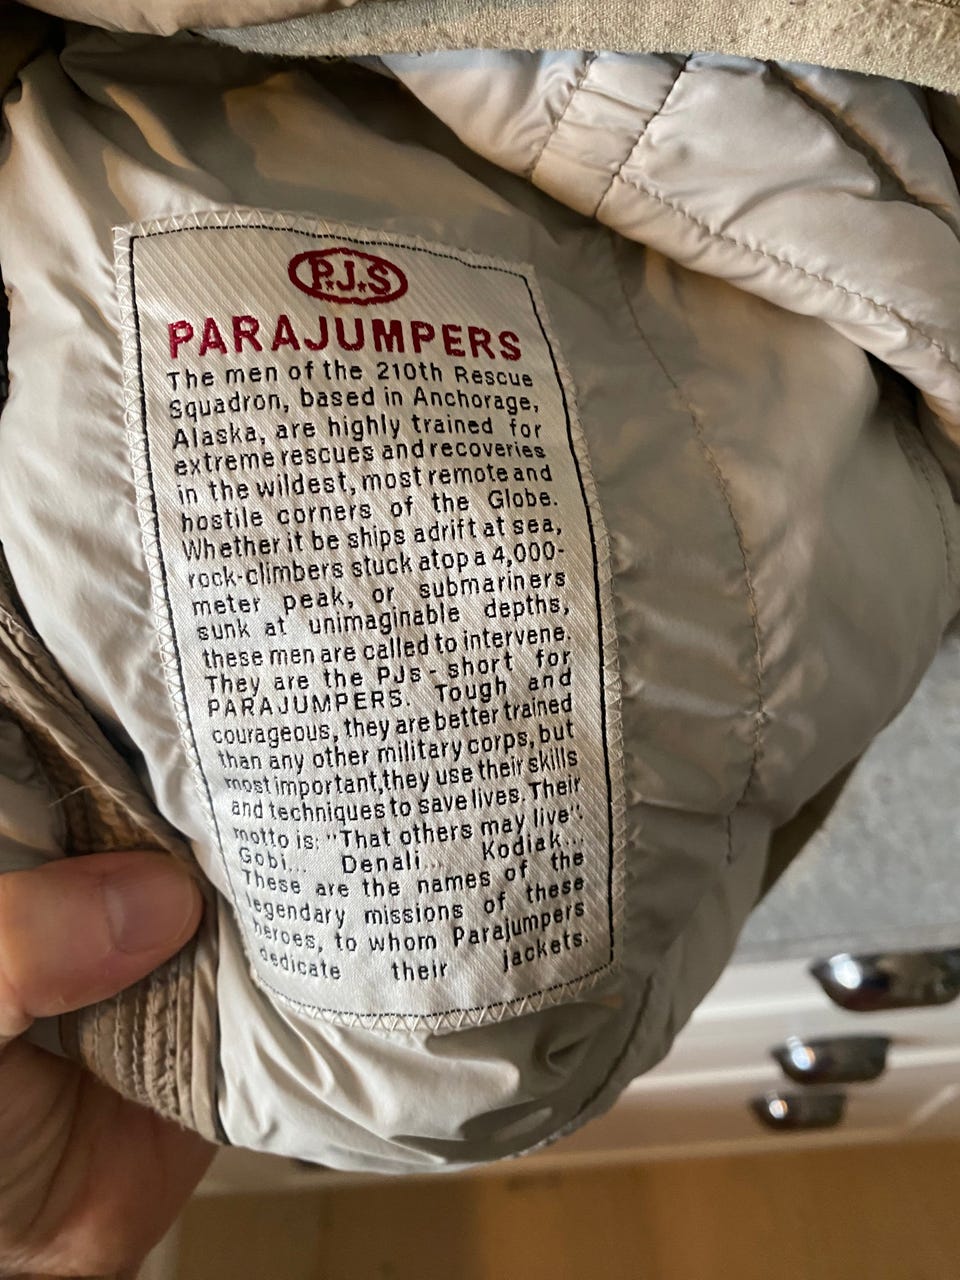 P.J.S
PARAJUMPERS
The men of the 210th Rescue
Squadron, based in Anchorage,
Alaska, are highly trained for
extreme rescues and recoveries
in the wildest, most remote and
hostile corners of the Globe.
Whether it be ships adrift at sea,
rock-climbers stuck atop a 4,000-
meter peak, or submariners
sunk at unimaginable depths,
these men are called to intervene.
They are the PJs - short for
PARAJUMPERS. Tough and
courageous, they are better trained
than any other military corps, but
most important,they use their skills
and techniques to save lives. Their
motto is: "That others may live".
Gobi... Denali... Kodiak...
These are the names of the
legendary missions of these
heroes, to whom Parajumpers
dedicate their jackets.